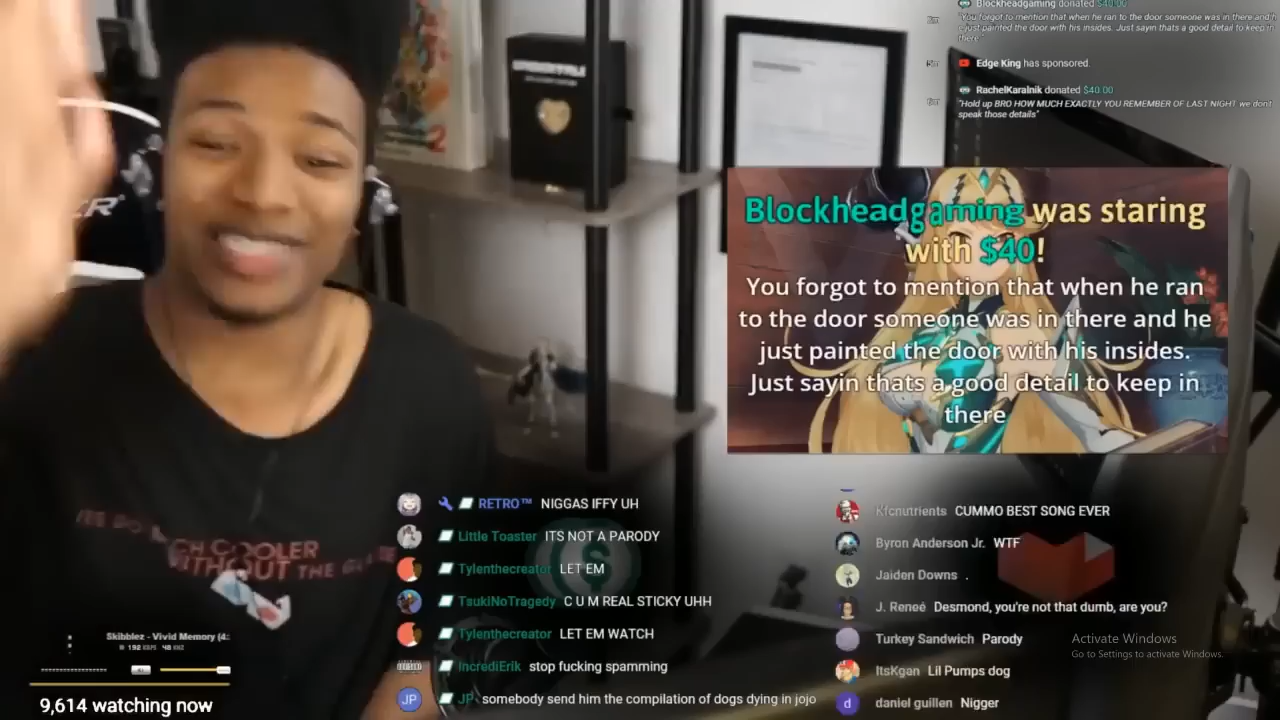 Blockheadgaming donated $40.00
"You forgot to mention that when he ran to the door someone was in there and h
e just painted the door with his insides. Just sayin thats a good detail to keep in
there"
Edge King has sponsored.
RachelKaralnik donated $40.00
"Hold up BRO HOW MUCH EXACTLY YOU REMEMBER OF LAST NIGHT we dont
speak those details"
Blockheadgaming was staring
with $40!
You forgot to mention that when he ran
to the door someone was in there and he
just painted the door with his insides.
Just sayin thats a good detail to keep in
there
RETRO™ NIGGAS IFFY UH
Little Toaster ITS NOT A PARODY
Tylenthecreator LET EM
TsukiNoTragedy C U M REAL STICKY UHH
Tylenthecreator LET EM WATCH
IncrediErik stop fucking spamming
JP somebody send him the compilation of dogs dying in jojo
Kfcnutrients CUMMO BEST SONG EVER
Byron Anderson Jr. WTF
Jaiden Downs .
J. Reneé Desmond, you're not that dumb, are you?
Turkey Sandwich Parody
ItsKgan Lil Pumps dog
daniel guillen Nigger
Activate Windows
Go to Settings to activate Windows.
COOLER
WITHOUT THE
Skibblez - Vivid Memory (4:
192 KBPS 48 KHZ
9,614 watching now